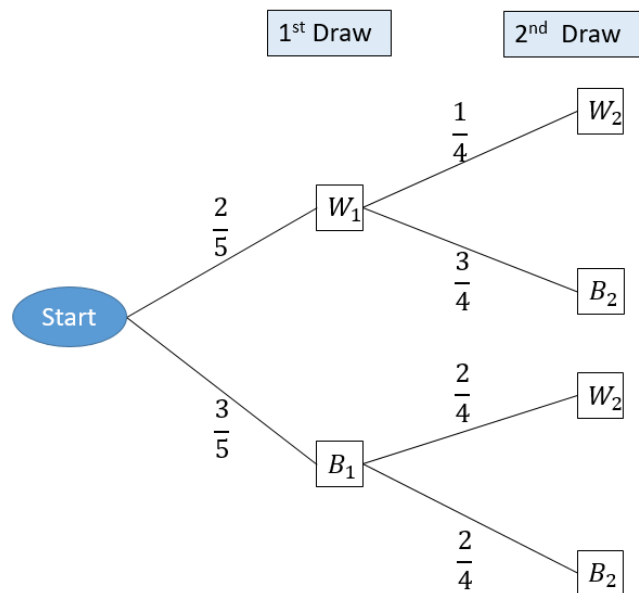 1st Draw
2nd Draw
W2
1/4
W1
2/5
3/4
B2
Start
W2
2/4
3/5
B1
2/4
B2